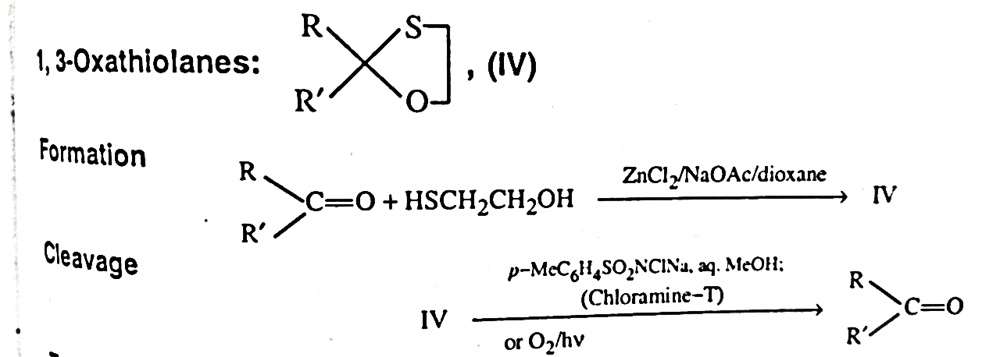 1,3-Oxathiolanes: R R' S O , (IV)
Formation
R R' C=O + HSCH₂CH₂OH ZnCl₂/NaOAc/dioxane IV
Cleavage
IV p–MeC₆H₄SO₂NClNa, aq. MeOH;
(Chloramine–T)
or O₂/hν
R R' C=O